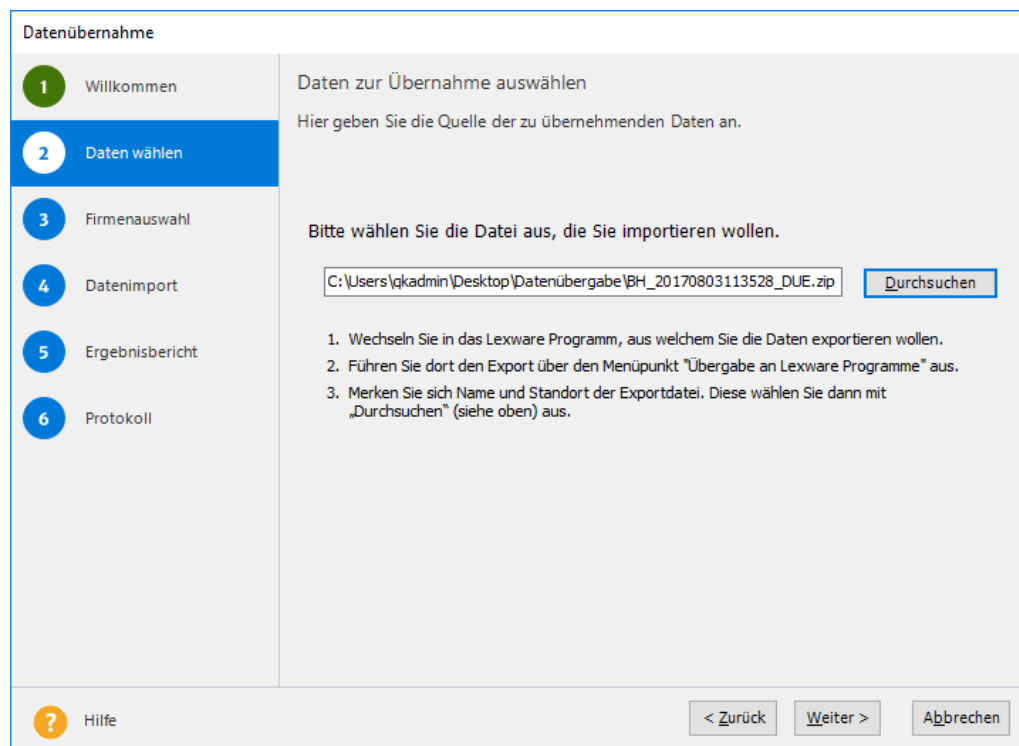 Datenübernahme
1 Willkommen
2 Daten wählen
3 Firmenauswahl
4 Datenimport
5 Ergebnisbericht
6 Protokoll
Daten zur Übernahme auswählen
Hier geben Sie die Quelle der zu übernehmenden Daten an.
Bitte wählen Sie die Datei aus, die Sie importieren wollen.
C:\Users\qkadmin\Desktop\Datenübergabe\BH_20170803113528_DUE.zip Durchsuchen
1. Wechseln Sie in das Lexware Programm, aus welchem Sie die Daten exportieren wollen.
2. Führen Sie dort den Export über den Menüpunkt "Übergabe an Lexware Programme" aus.
3. Merken Sie sich Name und Standort der Exportdatei. Diese wählen Sie dann mit
„Durchsuchen“ (siehe oben) aus.
? Hilfe < Zurück Weiter > Abbrechen